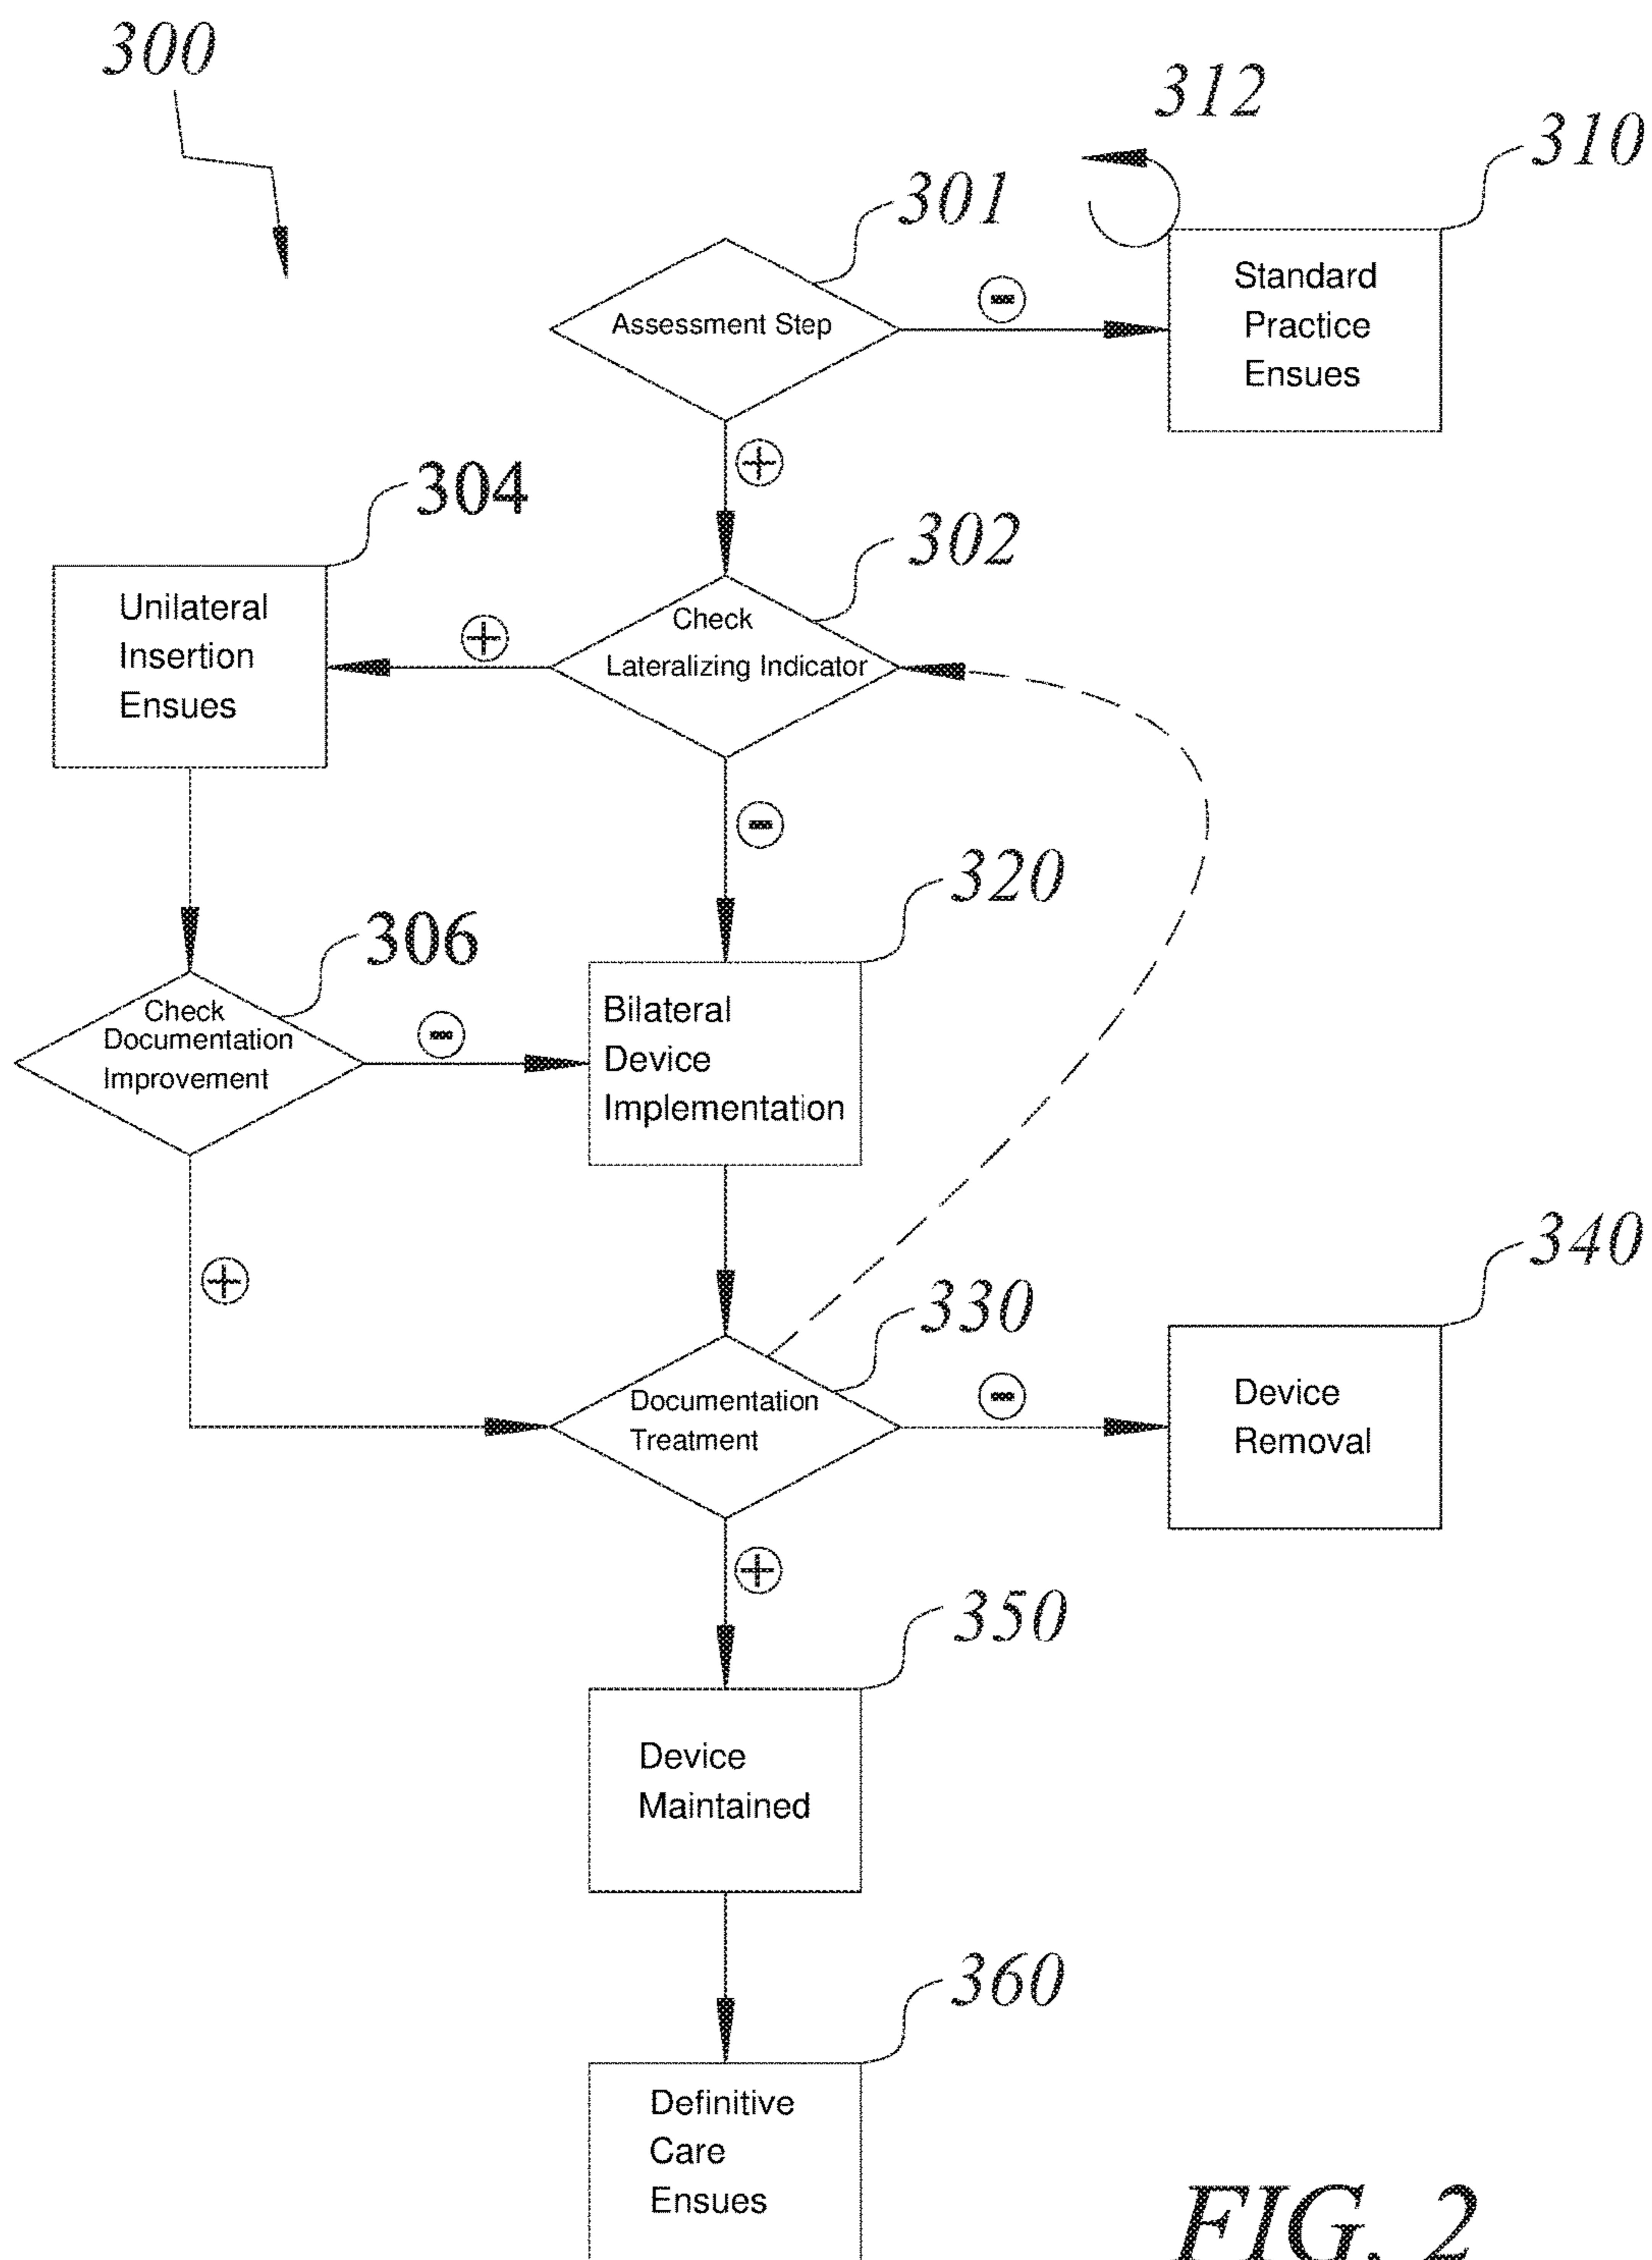 300
312
310
301
Standard
Practice
Ensues
Assessment Step
-
+
304
302
Unilateral
Insertion
Ensues
+
Check
Lateralizing Indicator
-
320
306
Check
Documentation
Improvement
-
Bilateral
Device
Implementation
+
340
330
Documentation
Treatment
-
Device
Removal
+
350
Device
Maintained
360
Definitive
Care
Ensues
FIG. 2